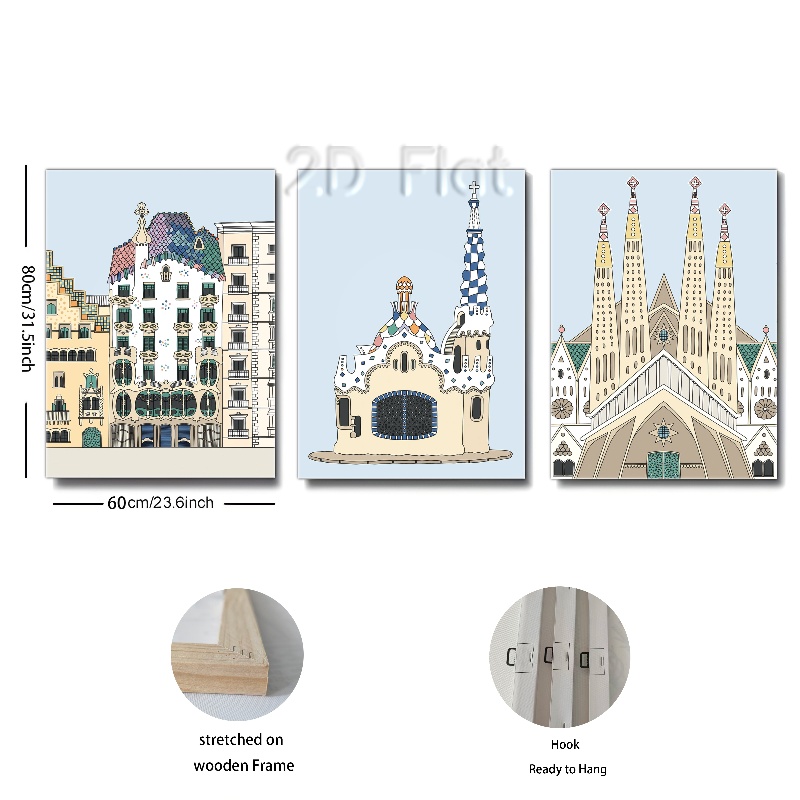 2D Flat
80cm/31.5inch
60cm/23.6inch
stretched on
wooden Frame
Hook
Ready to Hang